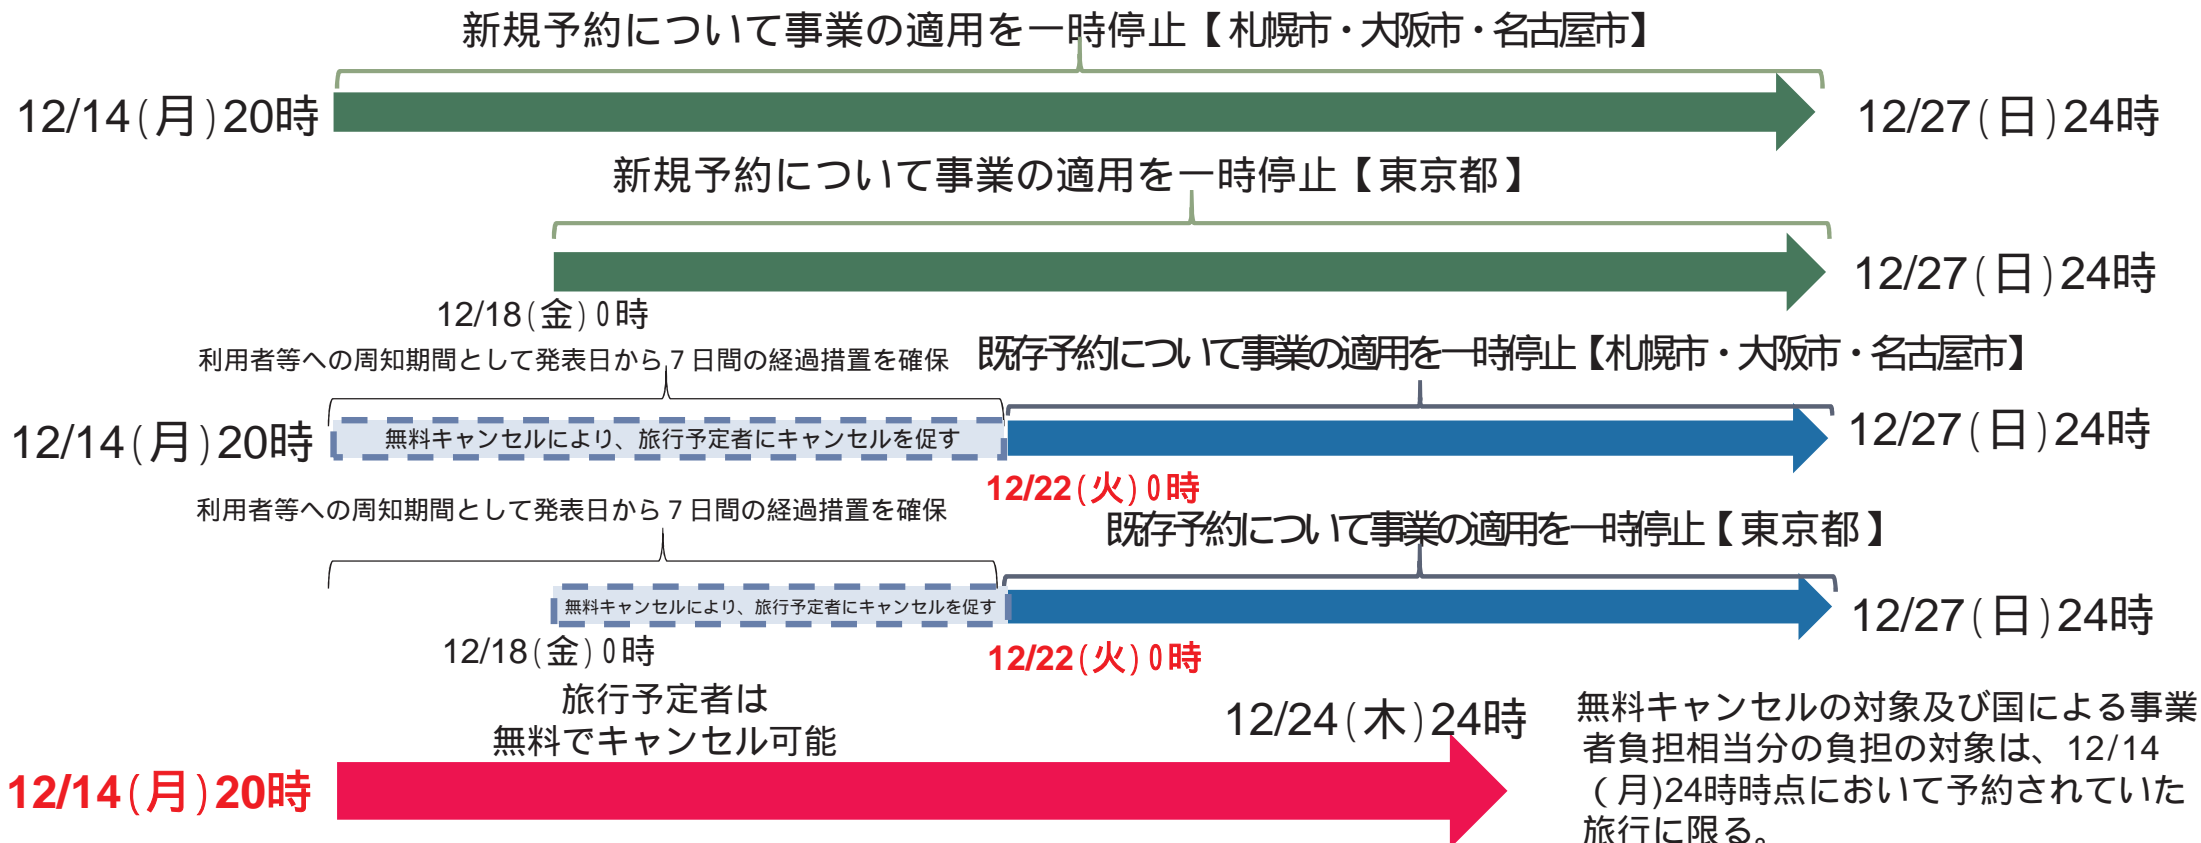 新規予約について事業の適用を一時停止【札幌市・大阪市・名古屋市】
12/14(月)20時
12/27(日)24時
新規予約について事業の適用を一時停止【東京都】
12/27(日)24時
12/18(金)0時
利用者等への周知期間として発表日から７日間の経過措置を確保
既存予約について事業の適用を一時停止【札幌市・大阪市・名古屋市】
12/14(月)20時
無料キャンセルにより、旅行予定者にキャンセルを促す
12/27(日)24時
12/22(火)0時
利用者等への周知期間として発表日から７日間の経過措置を確保
既存予約について事業の適用を一時停止【東京都】
無料キャンセルにより、旅行予定者にキャンセルを促す
12/27(日)24時
12/18(金)0時
12/22(火)0時
旅行予定者は
無料でキャンセル可能
12/24(木)24時
12/14(月)20時
無料キャンセルの対象及び国による事業
者負担相当分の負担の対象は、12/14
（月)24時時点において予約されていた
旅行に限る。